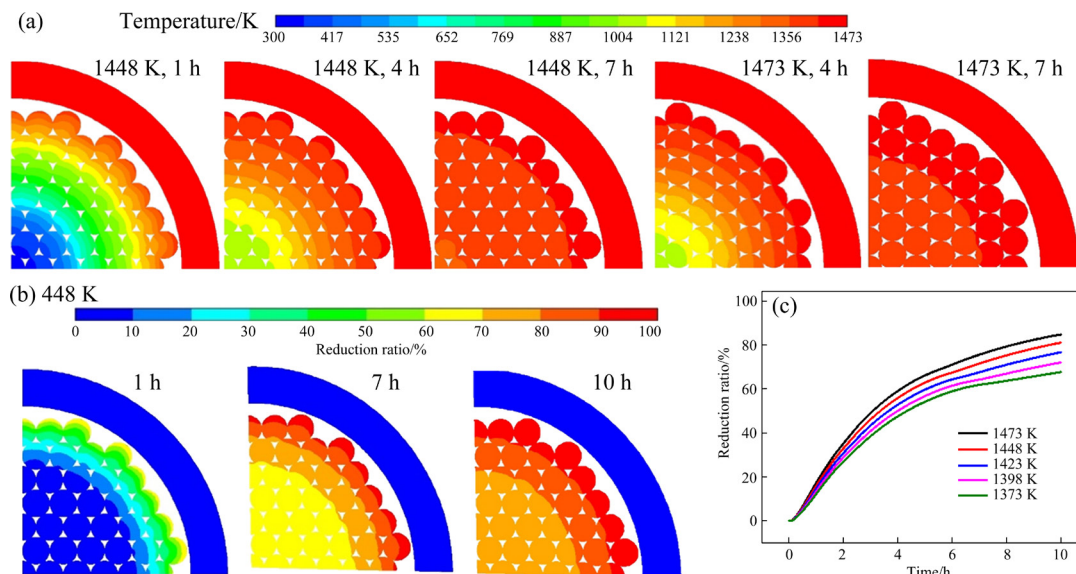 (a)
Temperature/K
300 417 535 652 769 887 1004 1121 1238 1356 1473
1448 K, 1 h 1448 K, 4 h 1448 K, 7 h 1473 K, 4 h 1473 K, 7 h
(b) 448 K
0 10 20 30 40 50 60 70 80 90 100
Reduction ratio/%
1 h 7 h 10 h
(c)
100
80
60
40
20
0
Reduction ratio/%
1473 K
1448 K
1423 K
1398 K
1373 K
0 2 4 6 8 10
Time/h